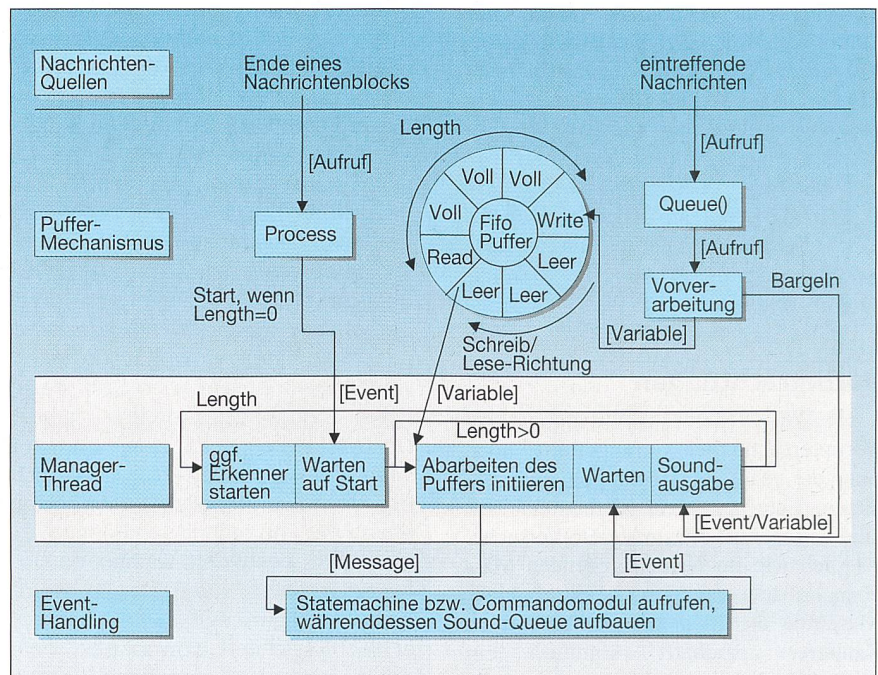 Nachrichten-
Quellen
Ende eines
Nachrichtenblocks
eintreffende
Nachrichten
Length
[Aufruf]
[Aufruf]
Voll
Voll
Voll
Write
Fifo
Puffer
Read
Leer
Leer
Leer
Puffer-
Mechanismus
Process
Queue()
[Aufruf]
Vorver-
arbeitung
Bargeln
Start, wenn
Length=0
[Variable]
Schreib/
Lese-Richtung
[Event]
[Variable]
Length
Length>0
Manager-
Thread
ggf.
Erkenner
starten
Warten
auf Start
Abarbeiten des
Puffers initiieren
Warten
Sound-
ausgabe
[Event/Variable]
[Message]
[Event]
Event-
Handling
Statemachine bzw. Commandomodul aufrufen,
währenddessen Sound-Queue aufbauen